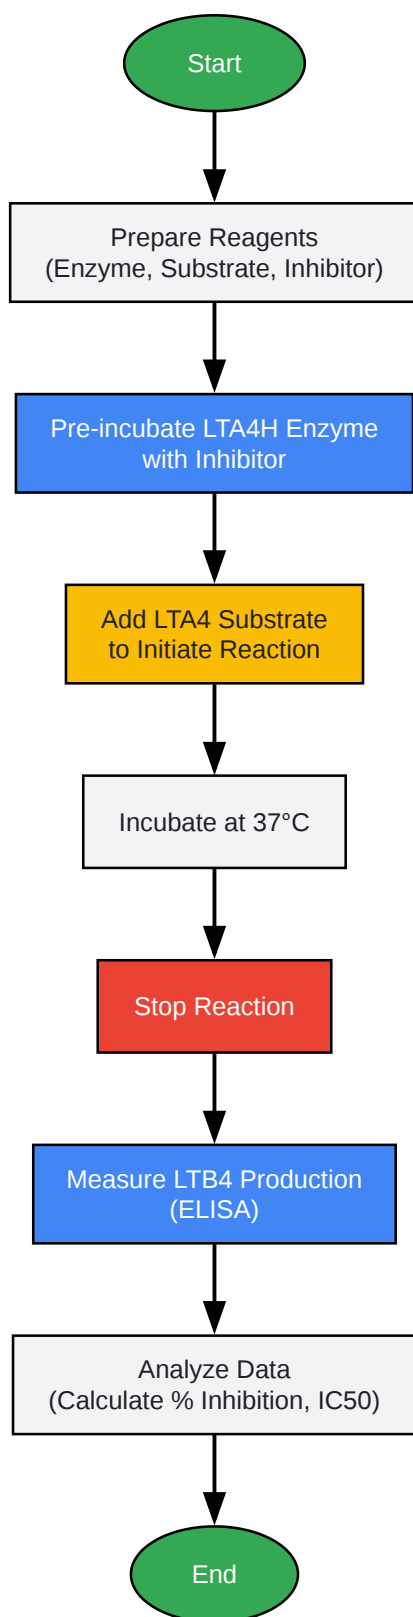 Start
Prepare Reagents
(Enzyme, Substrate, Inhibitor)
Pre-incubate LTA4H Enzyme
with Inhibitor
Add LTA4 Substrate
to Initiate Reaction
Incubate at 37°C
Stop Reaction
Measure LTB4 Production
(ELISA)
Analyze Data
(Calculate % Inhibition, IC50)
End